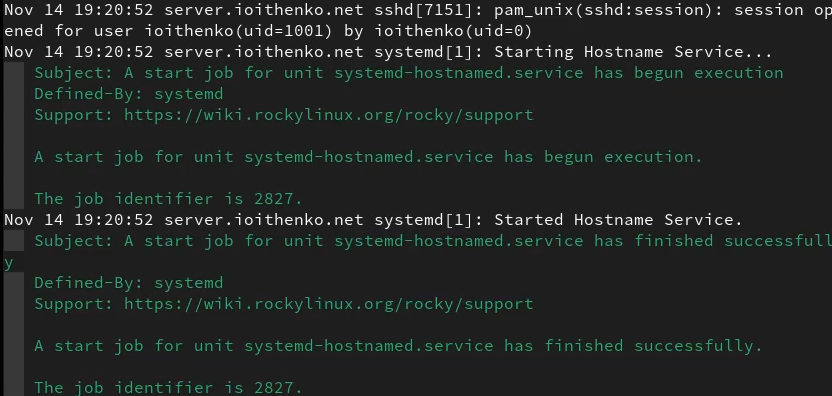 Nov 14 19:20:52 server.ioithenko.net sshd[7151]: pam_unix(sshd:session): session op
ened for user ioithenko(uid=1001) by ioithenko(uid=0)
Nov 14 19:20:52 server.ioithenko.net systemd[1]: Starting Hostname Service...
Subject: A start job for unit systemd-hostnamed.service has begun execution
Defined-By: systemd
Support: https://wiki.rockylinux.org/rocky/support
A start job for unit systemd-hostnamed.service has begun execution.
The job identifier is 2827.
Nov 14 19:20:52 server.ioithenko.net systemd[1]: Started Hostname Service.
Subject: A start job for unit systemd-hostnamed.service has finished successfull
y
Defined-By: systemd
Support: https://wiki.rockylinux.org/rocky/support
A start job for unit systemd-hostnamed.service has finished successfully.
The job identifier is 2827.